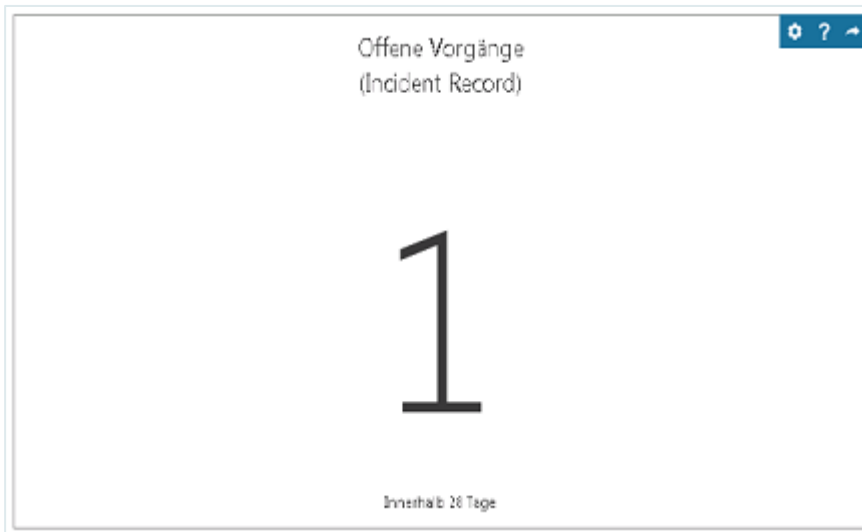 Offene Vorgänge
(Incident Record)
1
Innerhalb 28 Tage